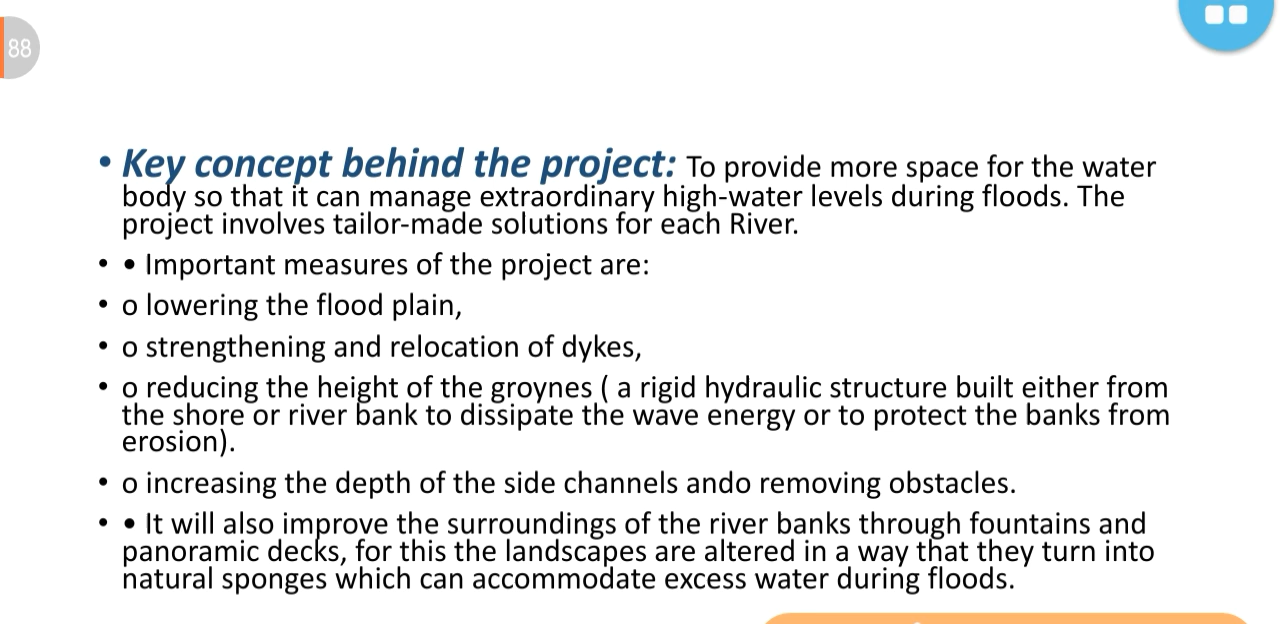 88
• Key concept behind the project: To provide more space for the water
body so that it can manage extraordinary high-water levels during floods. The
project involves tailor-made solutions for each River.
• • Important measures of the project are:
• o lowering the flood plain,
• o strengthening and relocation of dykes,
• o reducing the height of the groynes ( a rigid hydraulic structure built either from
the shore or river bank to dissipate the wave energy or to protect the banks from
erosion).
• o increasing the depth of the side channels ando removing obstacles.
• • It will also improve the surroundings of the river banks through fountains and
panoramic decks, for this the landscapes are altered in a way that they turn into
natural sponges which can accommodate excess water during floods.